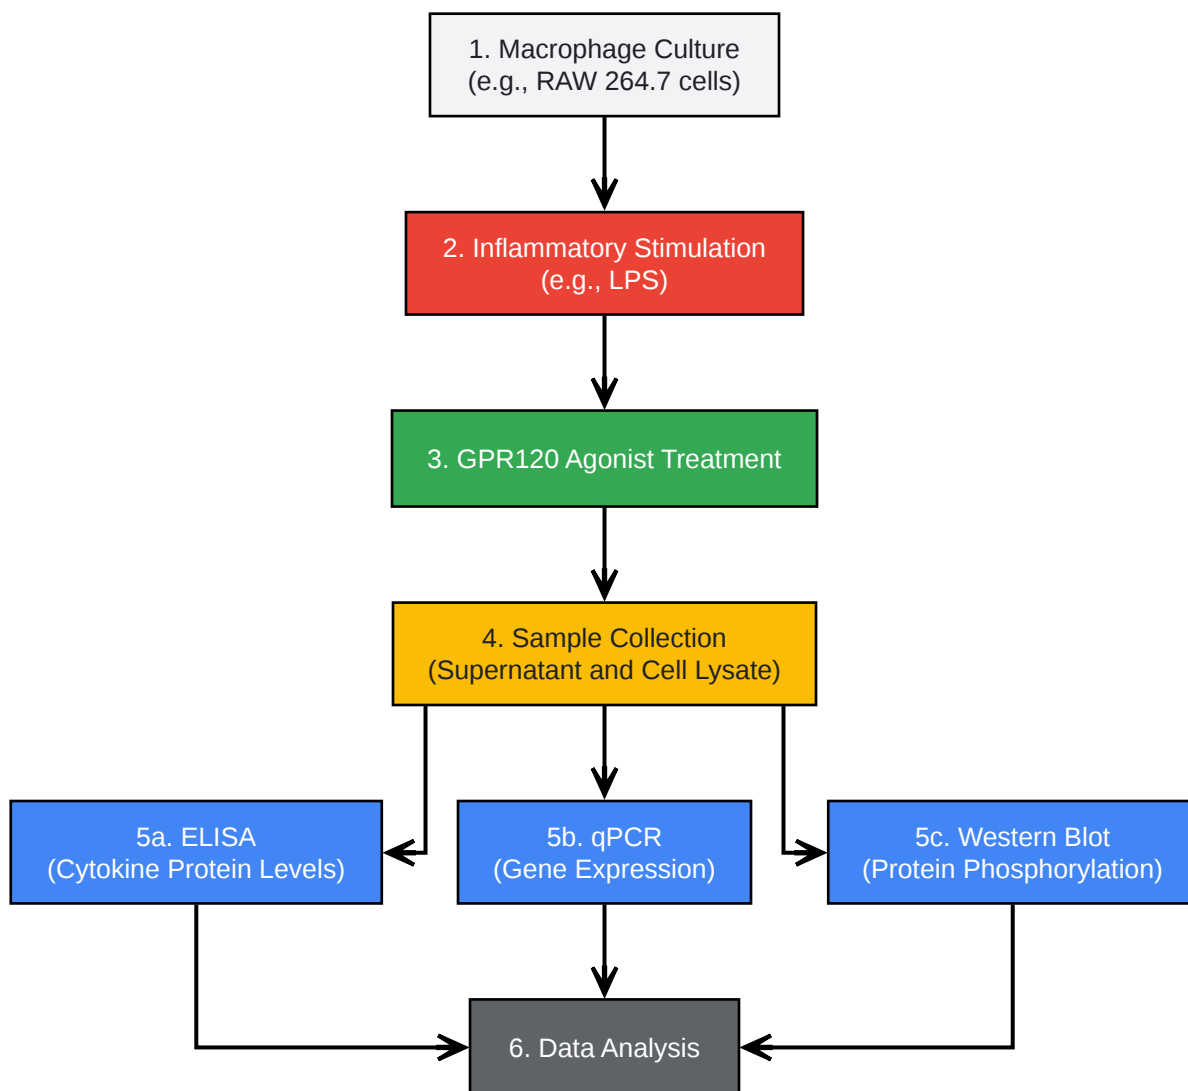 1. Macrophage Culture
(e.g., RAW 264.7 cells)
2. Inflammatory Stimulation
(e.g., LPS)
3. GPR120 Agonist Treatment
4. Sample Collection
(Supernatant and Cell Lysate)
5a. ELISA
(Cytokine Protein Levels)
5b. qPCR
(Gene Expression)
5c. Western Blot
(Protein Phosphorylation)
6. Data Analysis